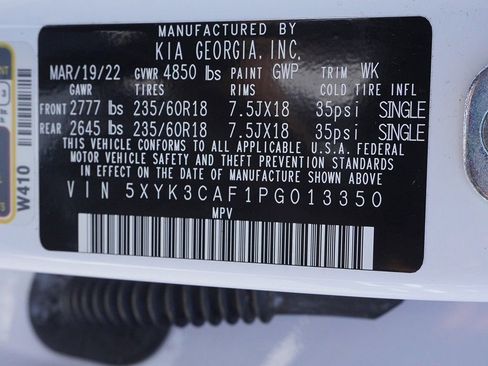 MANUFACTURED BY
KIA GEORGIA, INC.
MAR/19/22 GVWR 4850 lbs PAINT GWP TRIM WK
GAWR TIRES RIMS COLD TIRE INFL
FRONT 2777 lbs 235/60R18 7.5JX18 35psi SINGLE
REAR 2645 lbs 235/60R18 7.5JX18 35psi SINGLE
THIS VEHICLE CONFORMS TO ALL APPLICABLE U.S.A. FEDERAL
MOTOR VEHICLE SAFETY AND THEFT PREVENTION STANDARDS
IN EFFECT ON THE DATE OF MANUFACTURE SHOWN ABOVE
VIN 5XYK3CAF1PG013350
MPV
W410